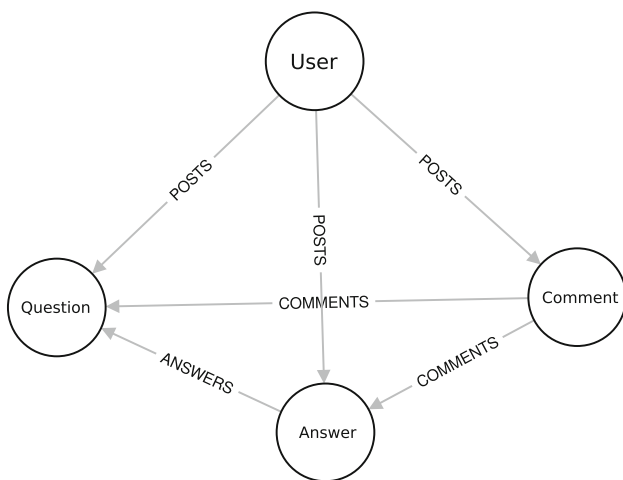 User
POSTS
POSTS
POSTS
Question
COMMENTS
Comment
ANSWERS
COMMENTS
Answer